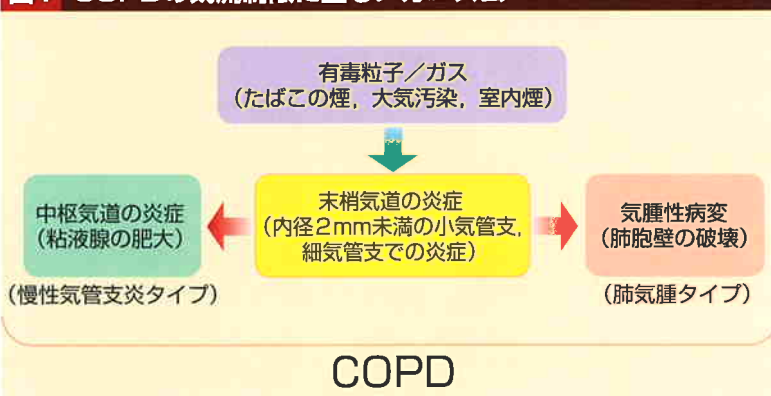 有毒粒子／ガス
（たばこの煙，大気汚染，室内煙）
中枢気道の炎症
（粘液腺の肥大）
末梢気道の炎症
（内径2mm未満の小気管支，
細気管支での炎症）
気腫性病変
（肺胞壁の破壊）
（慢性気管支炎タイプ）
（肺気腫タイプ）
COPD